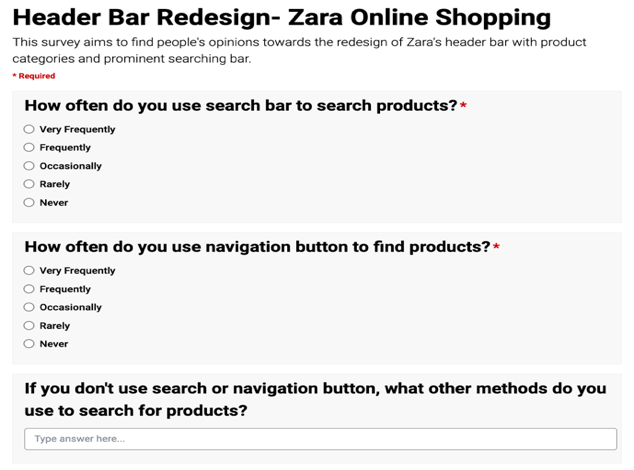 Header Bar Redesign- Zara Online Shopping
This survey aims to find people's opinions towards the redesign of Zara's header bar with product
categories and prominent searching bar.
* Required
How often do you use search bar to search products?*
Very Frequently
Frequently
Occasionally
Rarely
Never
How often do you use navigation button to find products?*
Very Frequently
Frequently
Occasionally
Rarely
Never
If you don't use search or navigation button, what other methods do you
use to search for products?
Type answer here...